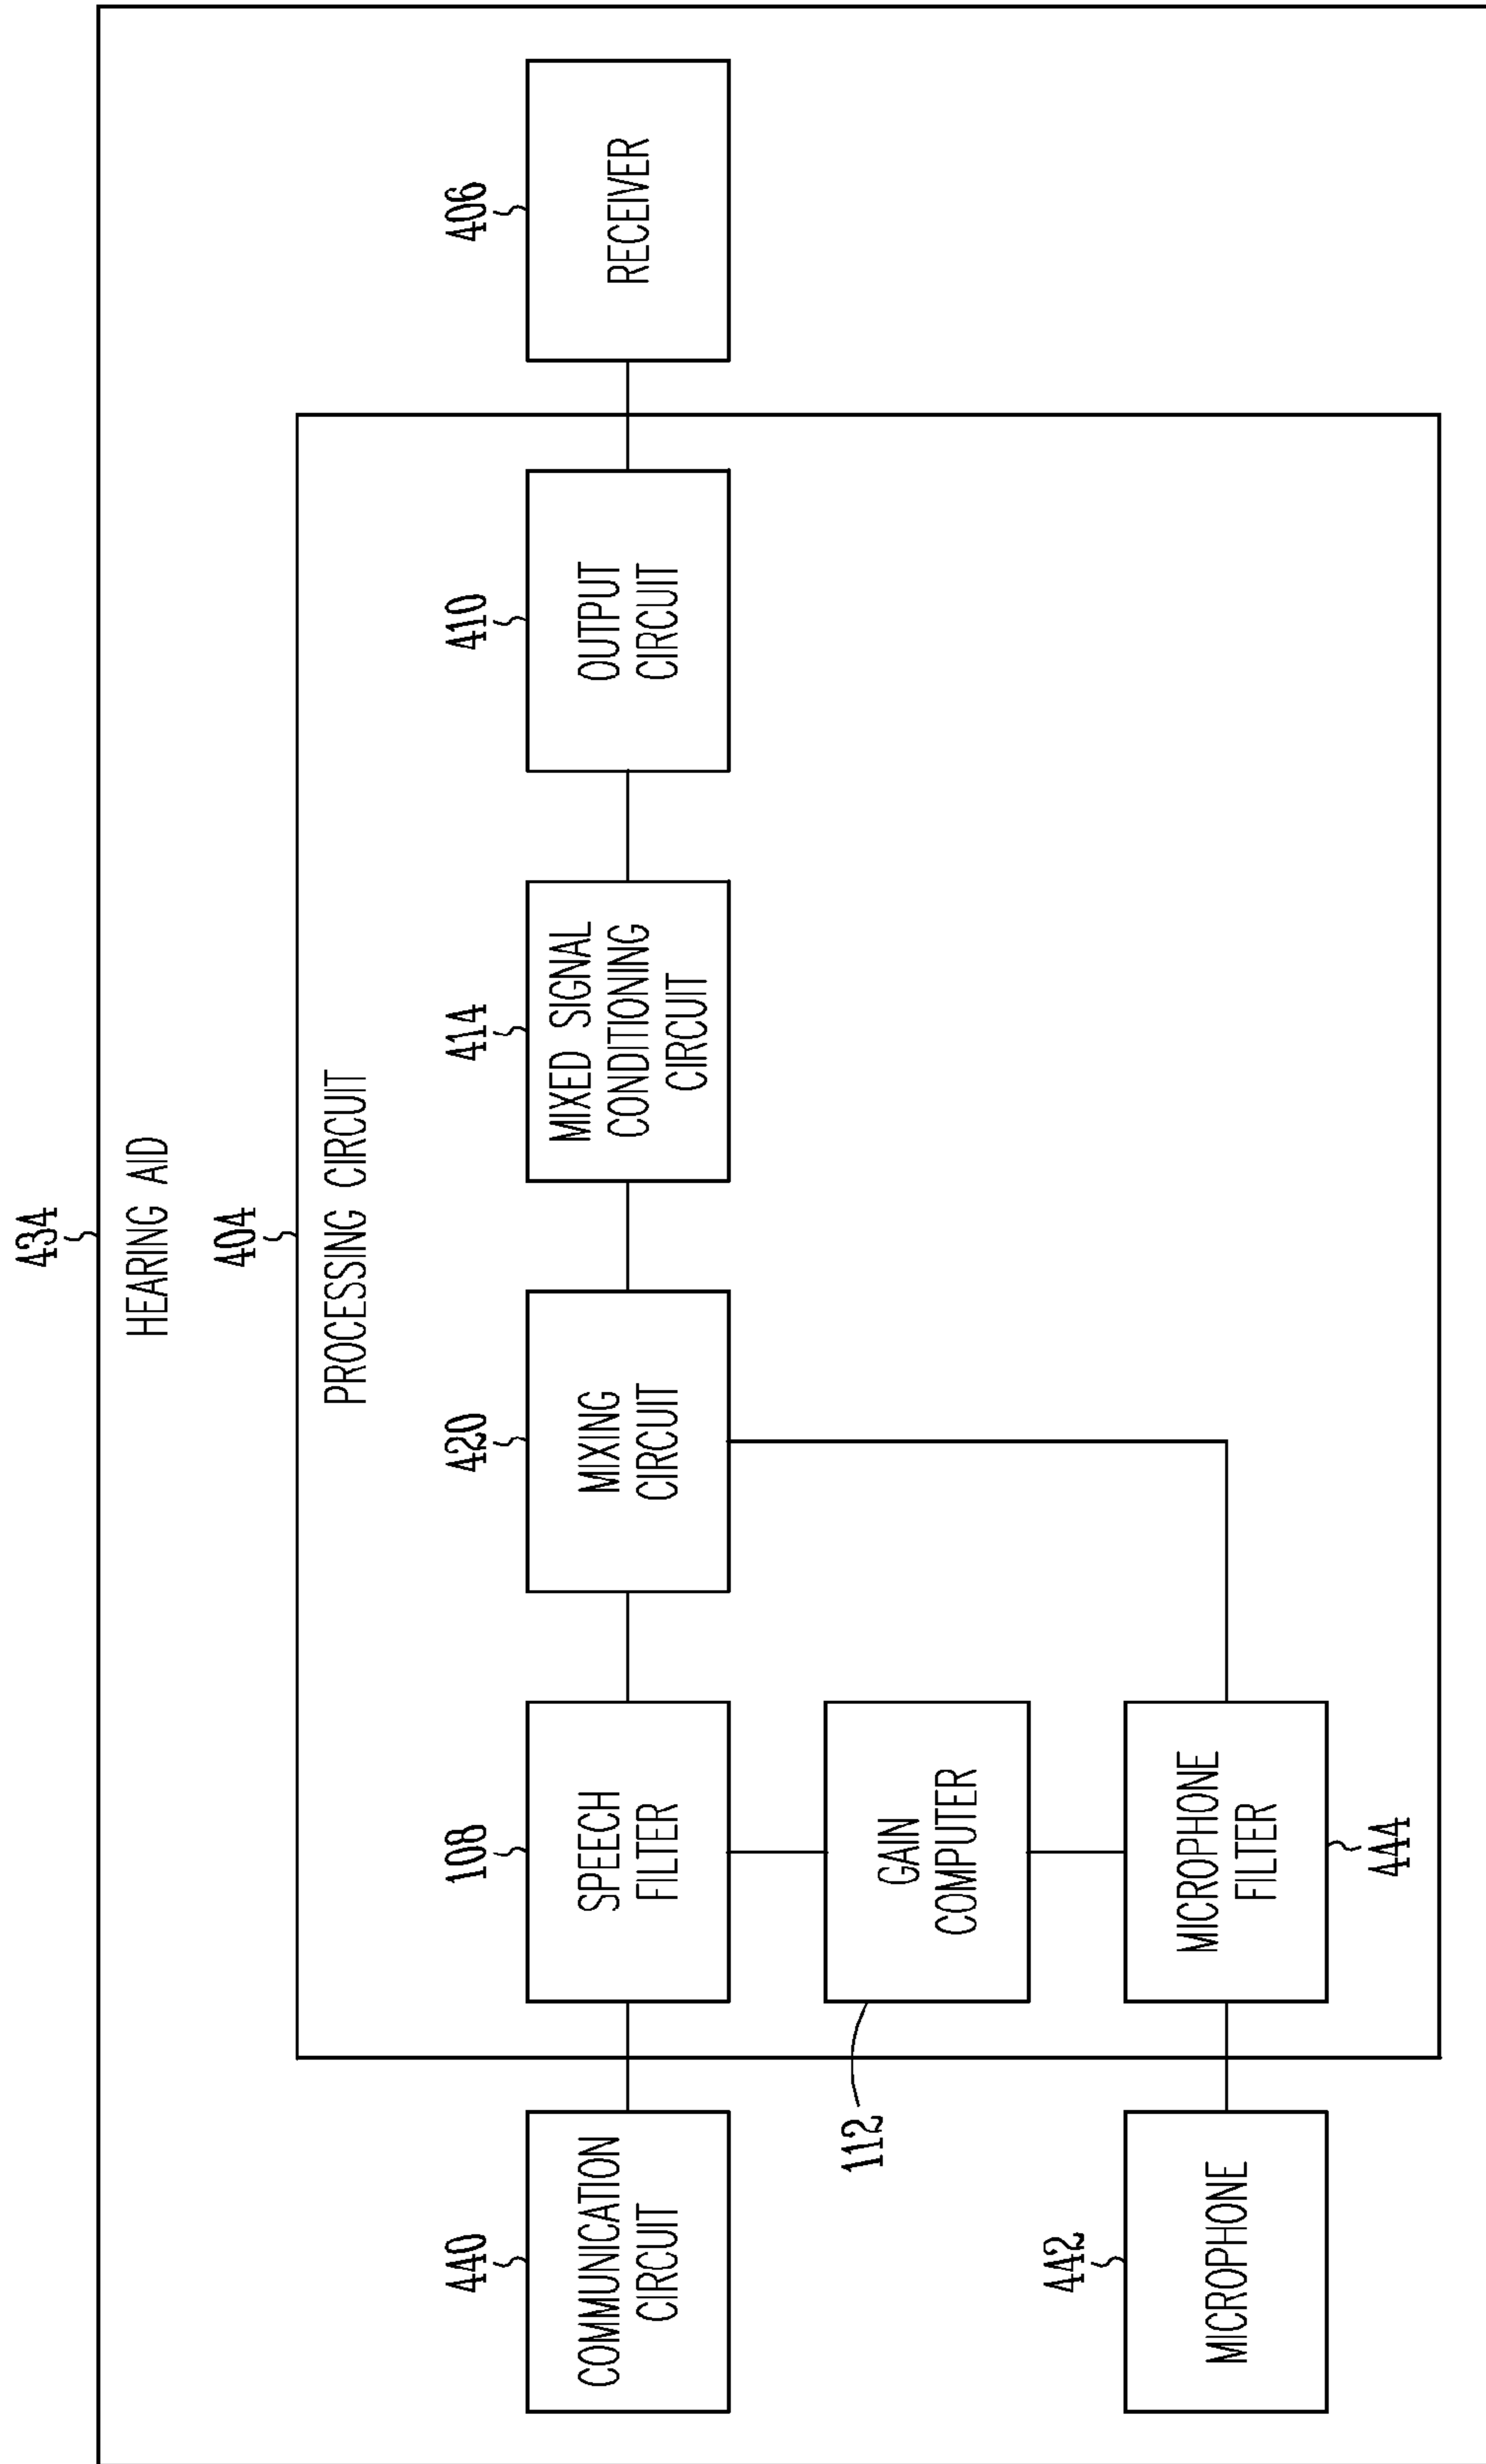 434
HEARING AID
404
PROCESSING CIRCUIT
440
COMMUNICATION
CIRCUIT
108
SPEECH
FILTER
420
MIXING
CIRCUIT
414
MIXED SIGNAL
CONDITIONING
CIRCUIT
410
OUTPUT
CIRCUIT
406
RECEIVER
112
GAIN
COMPUTER
442
MICROPHONE
MICROPHONE
FILTER
444